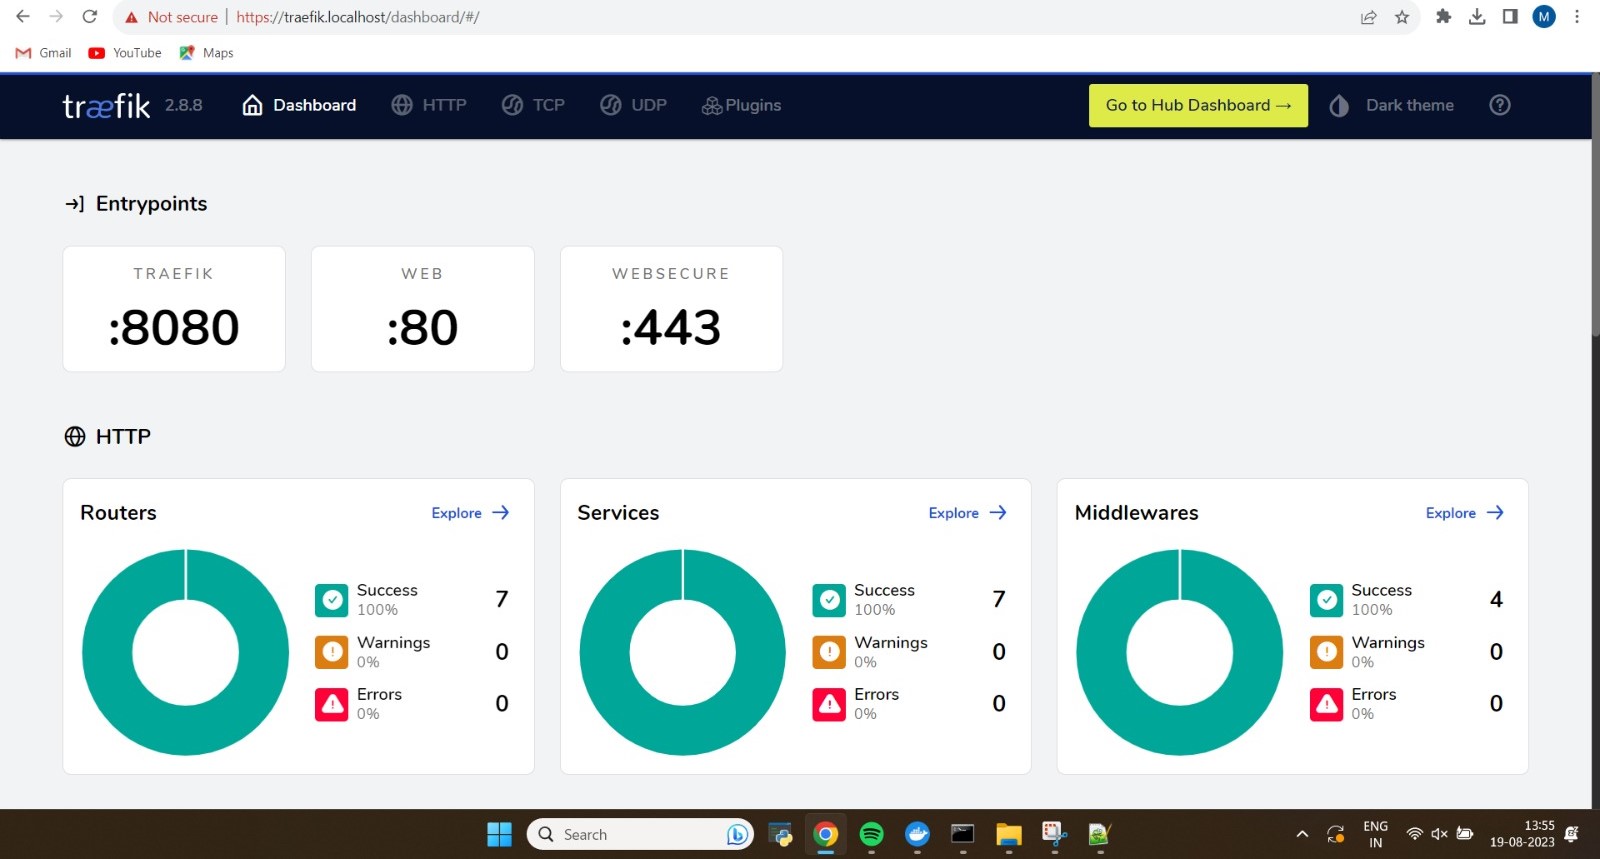 Not secure | https://traefik.localhost/dashboard/#/
M
Gmail YouTube Maps
træfik 2.8.8 Dashboard HTTP TCP UDP Plugins Go to Hub Dashboard → Dark theme
Entrypoints
TRAEFIK
:8080
WEB
:80
WEBSECURE
:443
HTTP
Routers Explore
Success 7
100%
Warnings 0
0%
Errors 0
0%
Services Explore
Success 7
100%
Warnings 0
0%
Errors 0
0%
Middlewares Explore
Success 4
100%
Warnings 0
0%
Errors 0
0%
Search
ENG
IN
13:55
19-08-2023